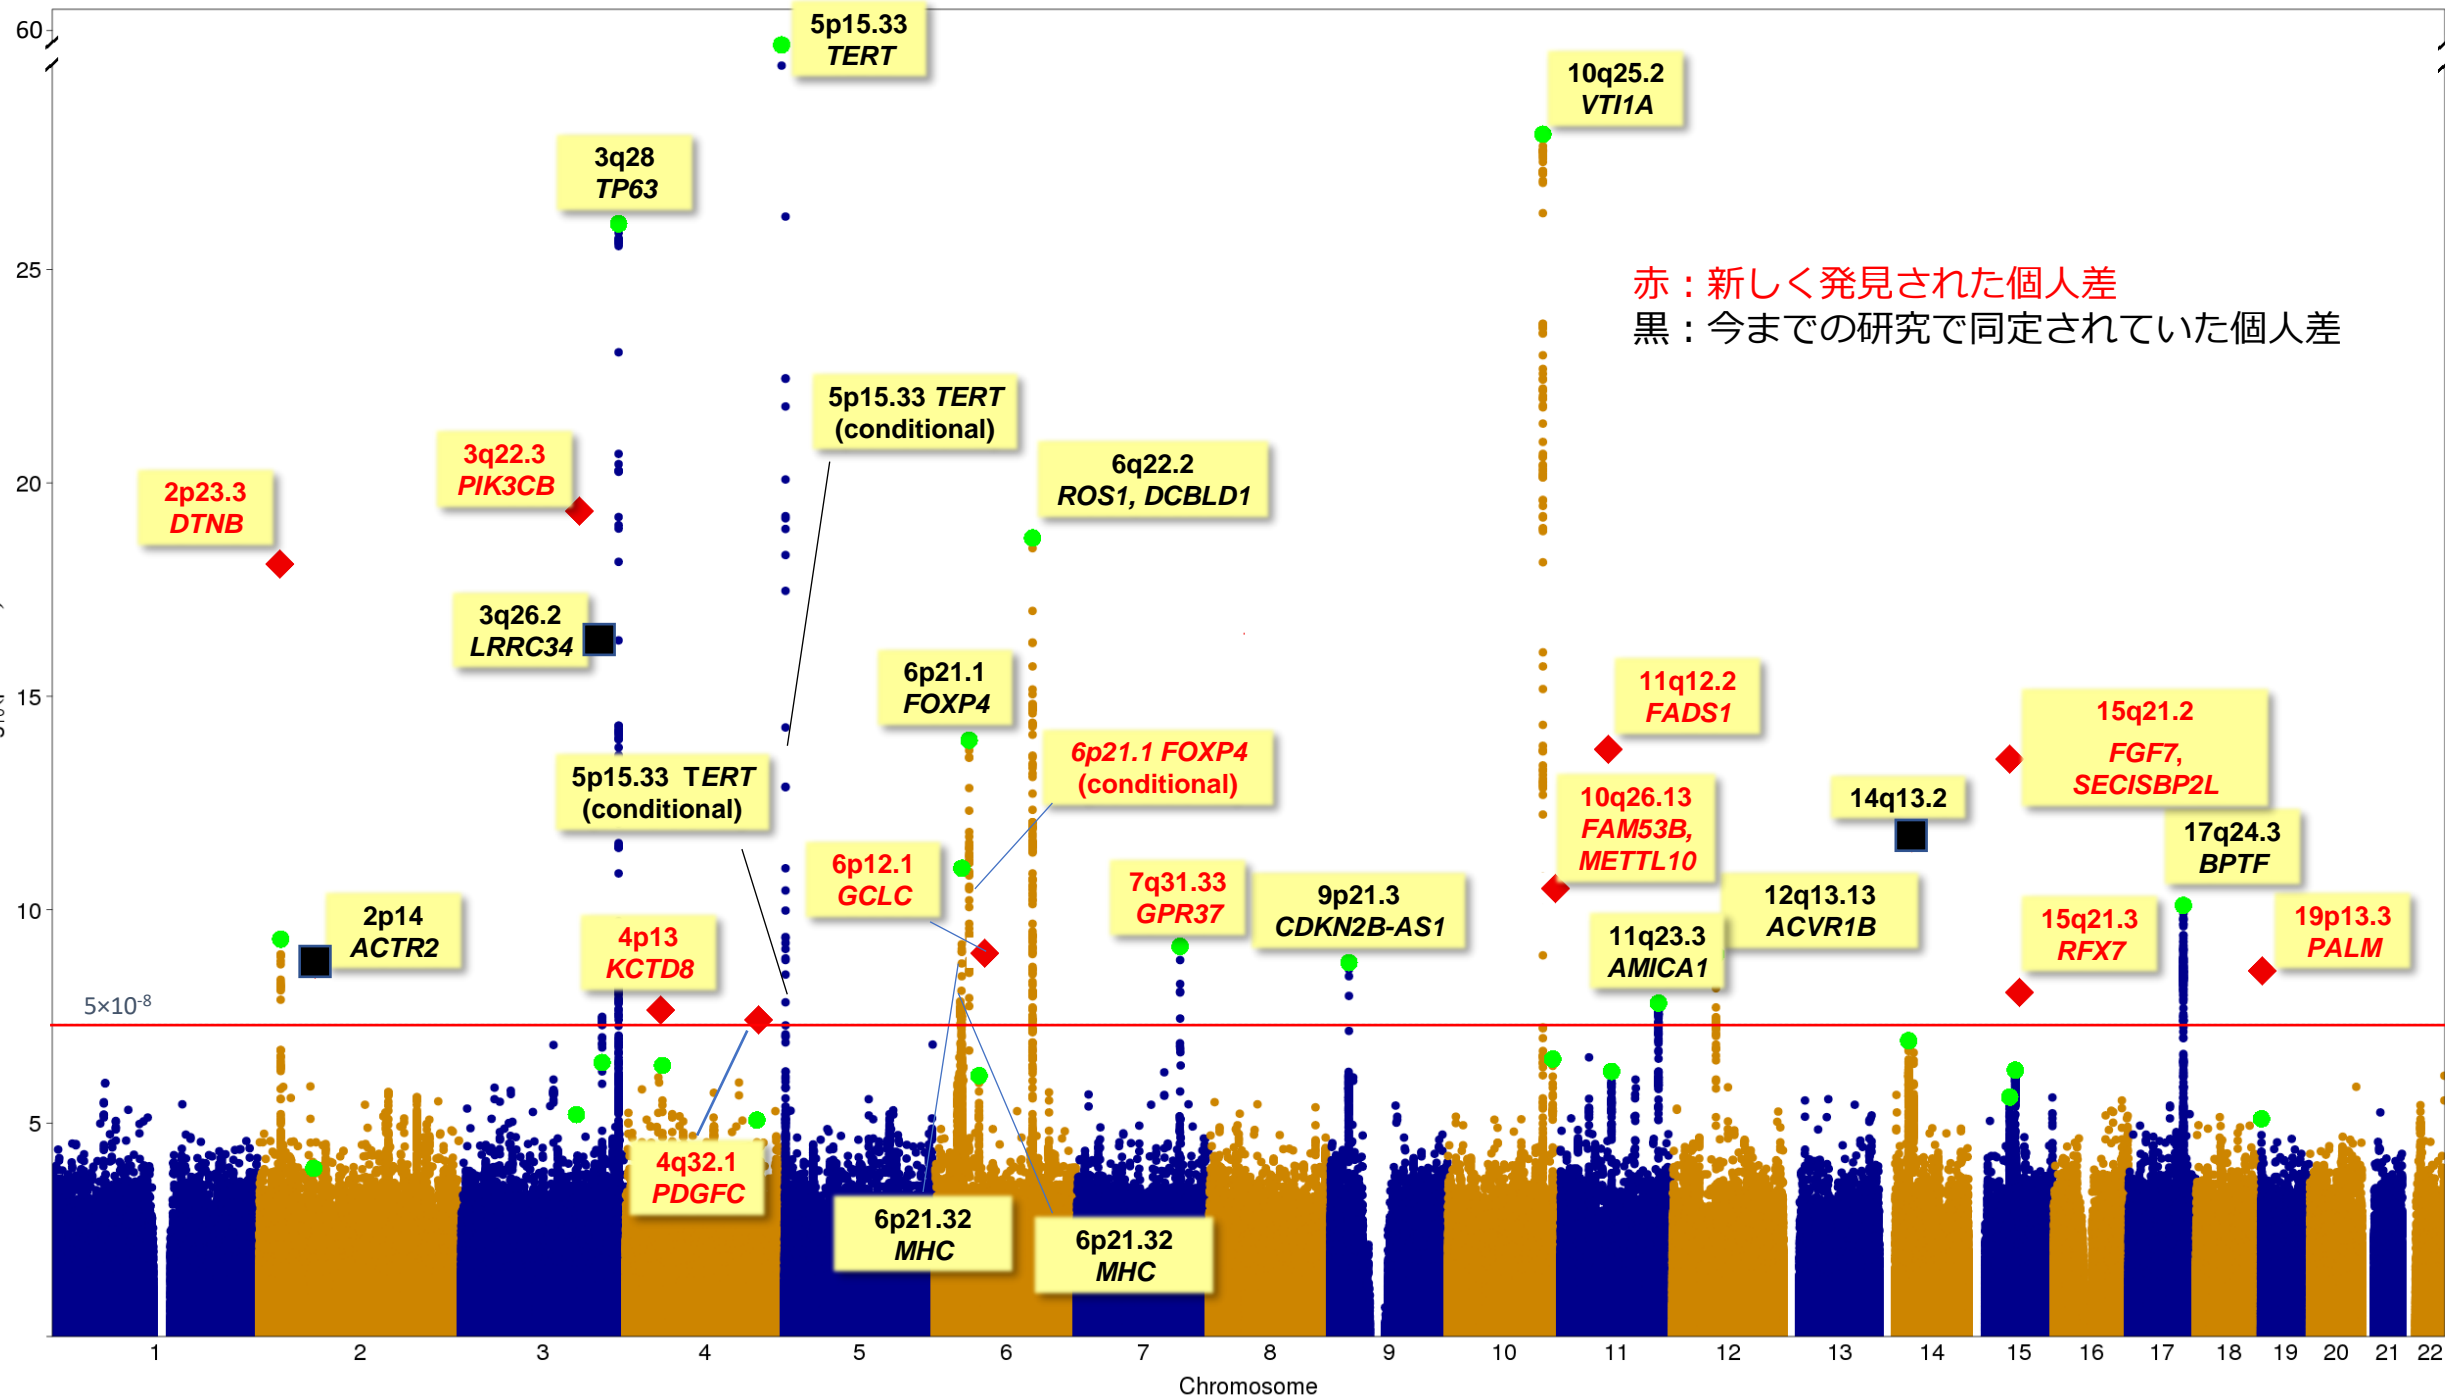 60
25
20
15
10
5
5×10-8
5p15.33
TERT
10q25.2
VTI1A
3q28
TP63
赤：新しく発見された個人差
黒：今までの研究で同定されていた個人差
5p15.33 TERT
(conditional)
3q22.3
PIK3CB
6q22.2
ROS1, DCBLD1
2p23.3
DTNB
3q26.2
LRRC34
6p21.1
FOXP4
11q12.2
FADS1
15q21.2
FGF7,
SECISBP2L
6p21.1 FOXP4
(conditional)
5p15.33 TERT
(conditional)
10q26.13
FAM53B,
METTL10
14q13.2
17q24.3
BPTF
6p12.1
GCLC
7q31.33
GPR37
9p21.3
CDKN2B-AS1
12q13.13
ACVR1B
2p14
ACTR2
4p13
KCTD8
11q23.3
AMICA1
15q21.3
RFX7
19p13.3
PALM
4q32.1
PDGFC
6p21.32
MHC
6p21.32
MHC
1 2 3 4 5 6 7 8 9 10 11 12 13 14 15 16 17 18 19 20 21 22
Chromosome